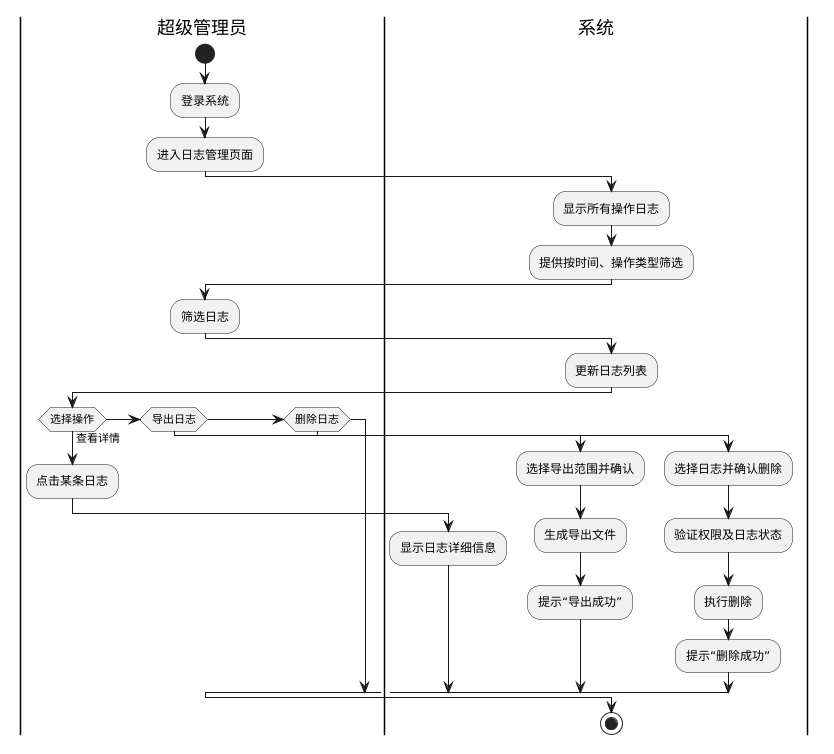 超级管理员
系统
登录系统
进入日志管理页面
显示所有操作日志
提供按时间、操作类型筛选
筛选日志
更新日志列表
选择操作
导出日志
删除日志
查看详情
点击某条日志
选择导出范围并确认
选择日志并确认删除
显示日志详细信息
生成导出文件
验证权限及日志状态
提示“导出成功”
执行删除
提示“删除成功”